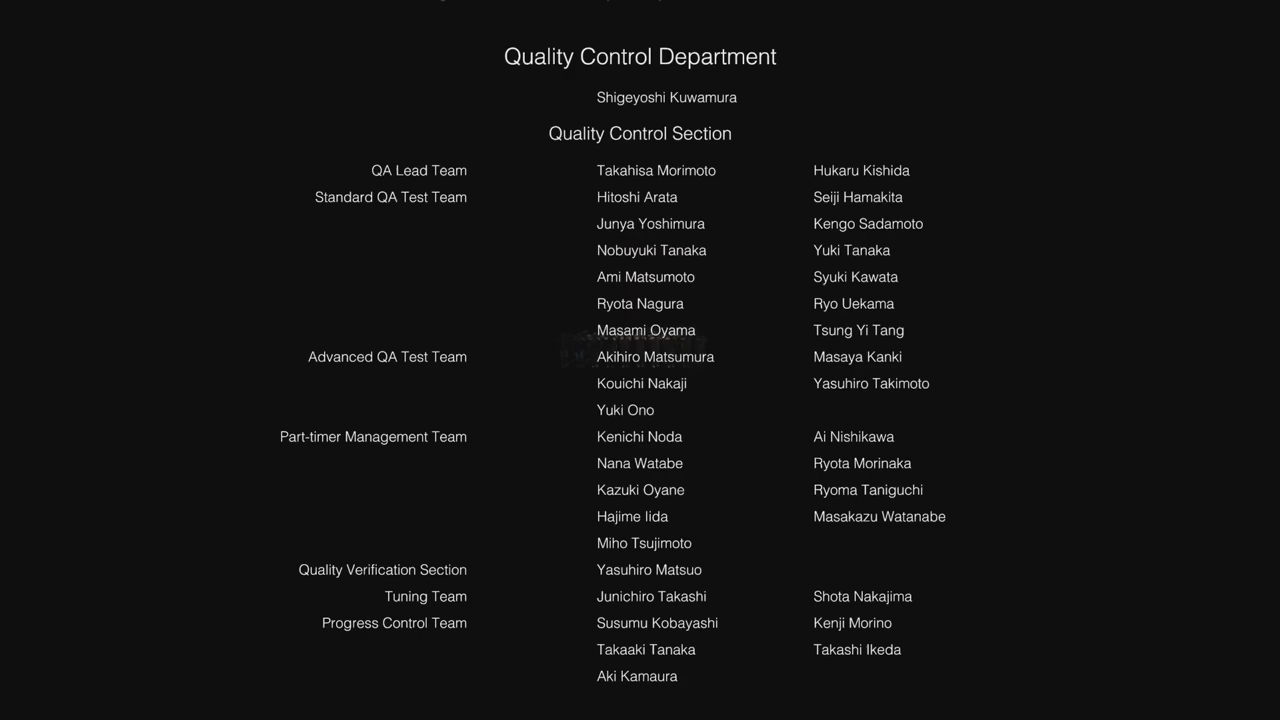 Quality Control Department
Shigeyoshi Kuwamura
Quality Control Section
QA Lead Team Takahisa Morimoto Hukaru Kishida
Standard QA Test Team Hitoshi Arata Seiji Hamakita
Junya Yoshimura Kengo Sadamoto
Nobuyuki Tanaka Yuki Tanaka
Ami Matsumoto Syuki Kawata
Ryota Nagura Ryo Uekama
Masami Oyama Tsung Yi Tang
Advanced QA Test Team Akihiro Matsumura Masaya Kanki
Kouichi Nakaji Yasuhiro Takimoto
Yuki Ono
Part-timer Management Team Kenichi Noda Ai Nishikawa
Nana Watabe Ryota Morinaka
Kazuki Oyane Ryoma Taniguchi
Hajime Iida Masakazu Watanabe
Miho Tsujimoto
Quality Verification Section Yasuhiro Matsuo
Tuning Team Junichiro Takashi Shota Nakajima
Progress Control Team Susumu Kobayashi Kenji Morino
Takaaki Tanaka Takashi Ikeda
Aki Kamaura